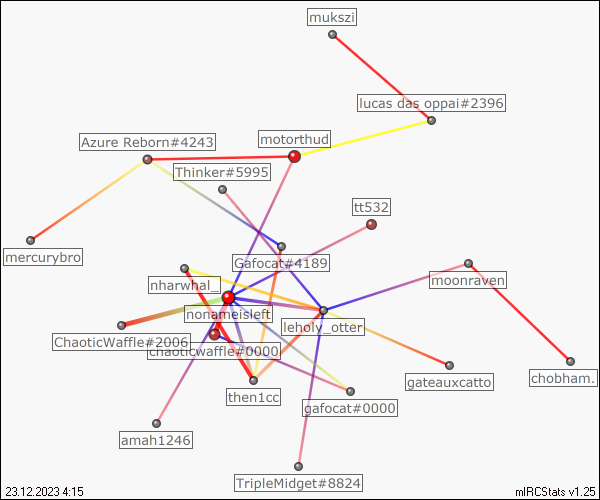 mukszi
lucas das oppai#2396
motorthud
Azure Reborn#4243
Thinker#5995
tt532
mercurybro
Gafocat#4189
moonraven
nharwhal_
nonameisleft
leholy_otter
ChaoticWaffle#2006
chaoticwaffle#0000
chobham.
gateauxcatto
then1cc
gafocat#0000
amah1246
TripleMidget#8824
23.12.2023 4:15
mIRCStats v1.25